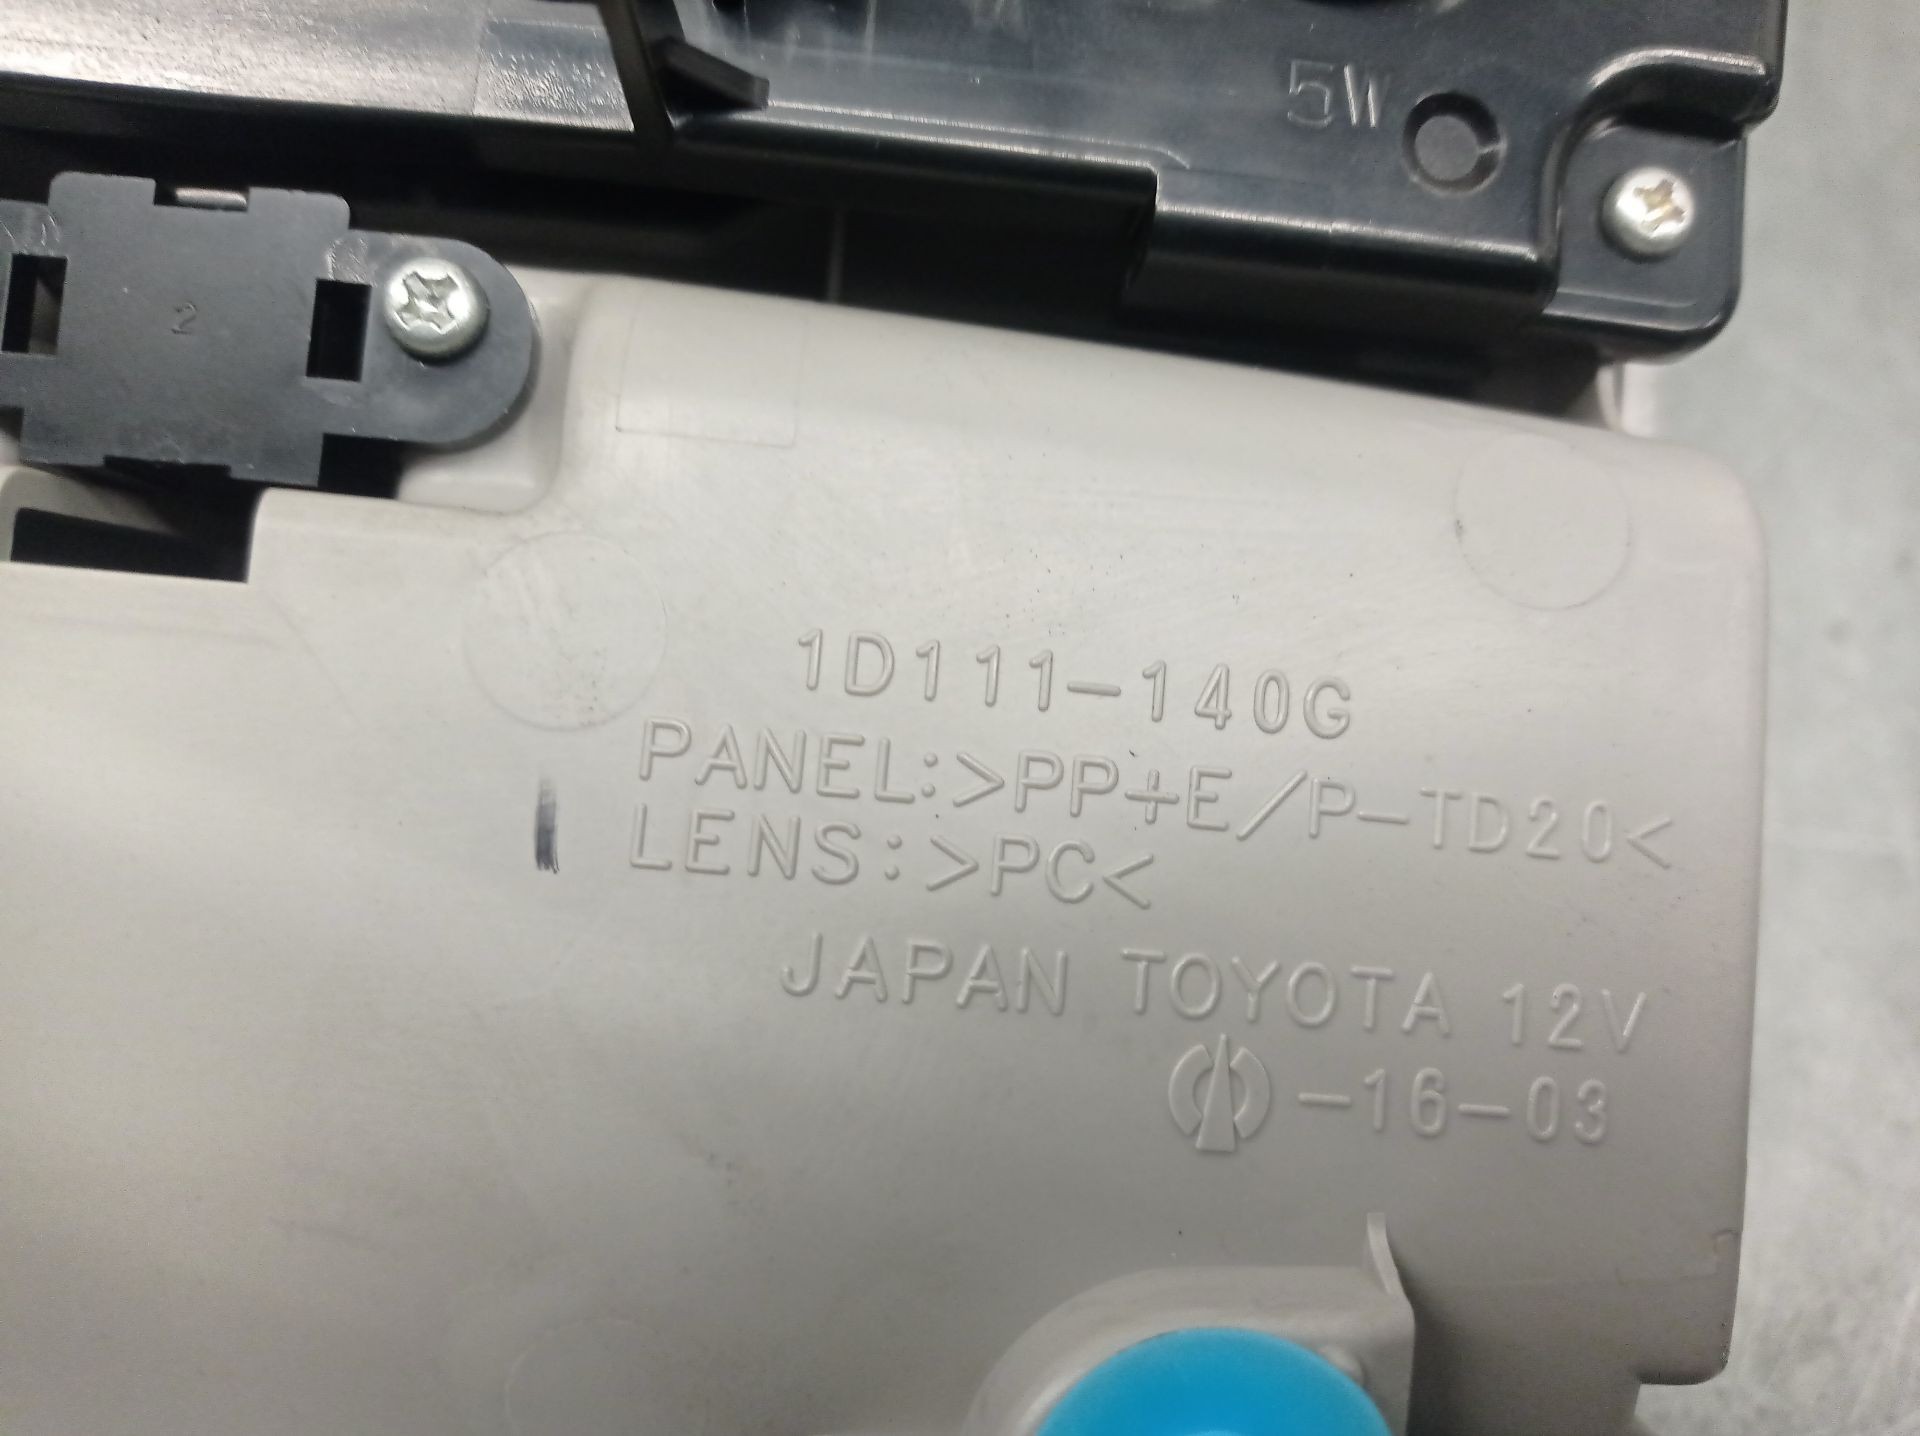 5W
2
1D111-140G
PANEL:>PP+E/P-TD20<
LENS:>PC<
JAPAN TOYOTA 12V
-16-03